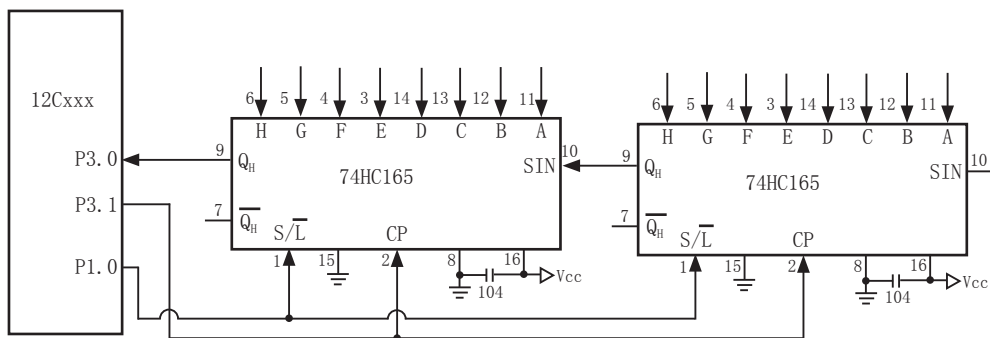 12Cxxx
P3.0
P3.1
P1.0
6 5 4 3 14 13 12 11
H G F E D C B A
9 Q_H
SIN 10
74HC165
7 Q̅_H̅
S/L̅
CP
1 15 2 8 16
104
Vcc
6 5 4 3 14 13 12 11
H G F E D C B A
9 Q_H
SIN 10
74HC165
7 Q̅_H̅
S/L̅
CP
1 15 2 8 16
104
Vcc